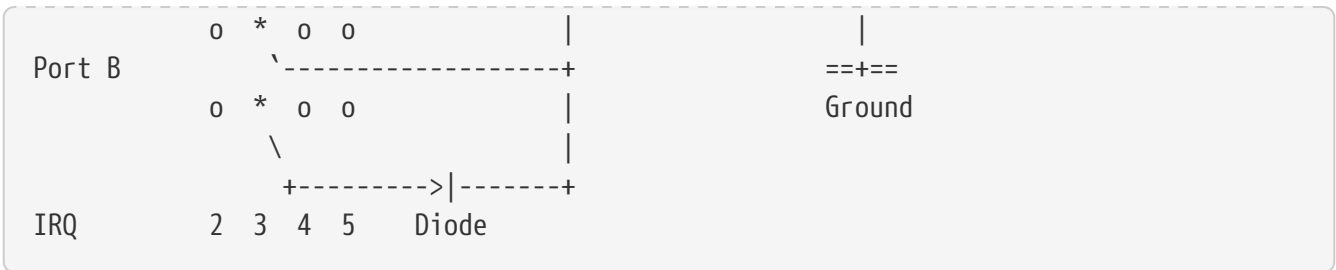 o * o o | |
Port B `-------------------+ ==+==
o * o o | Ground
\ |
+--------->|-------+
IRQ 2 3 4 5 Diode